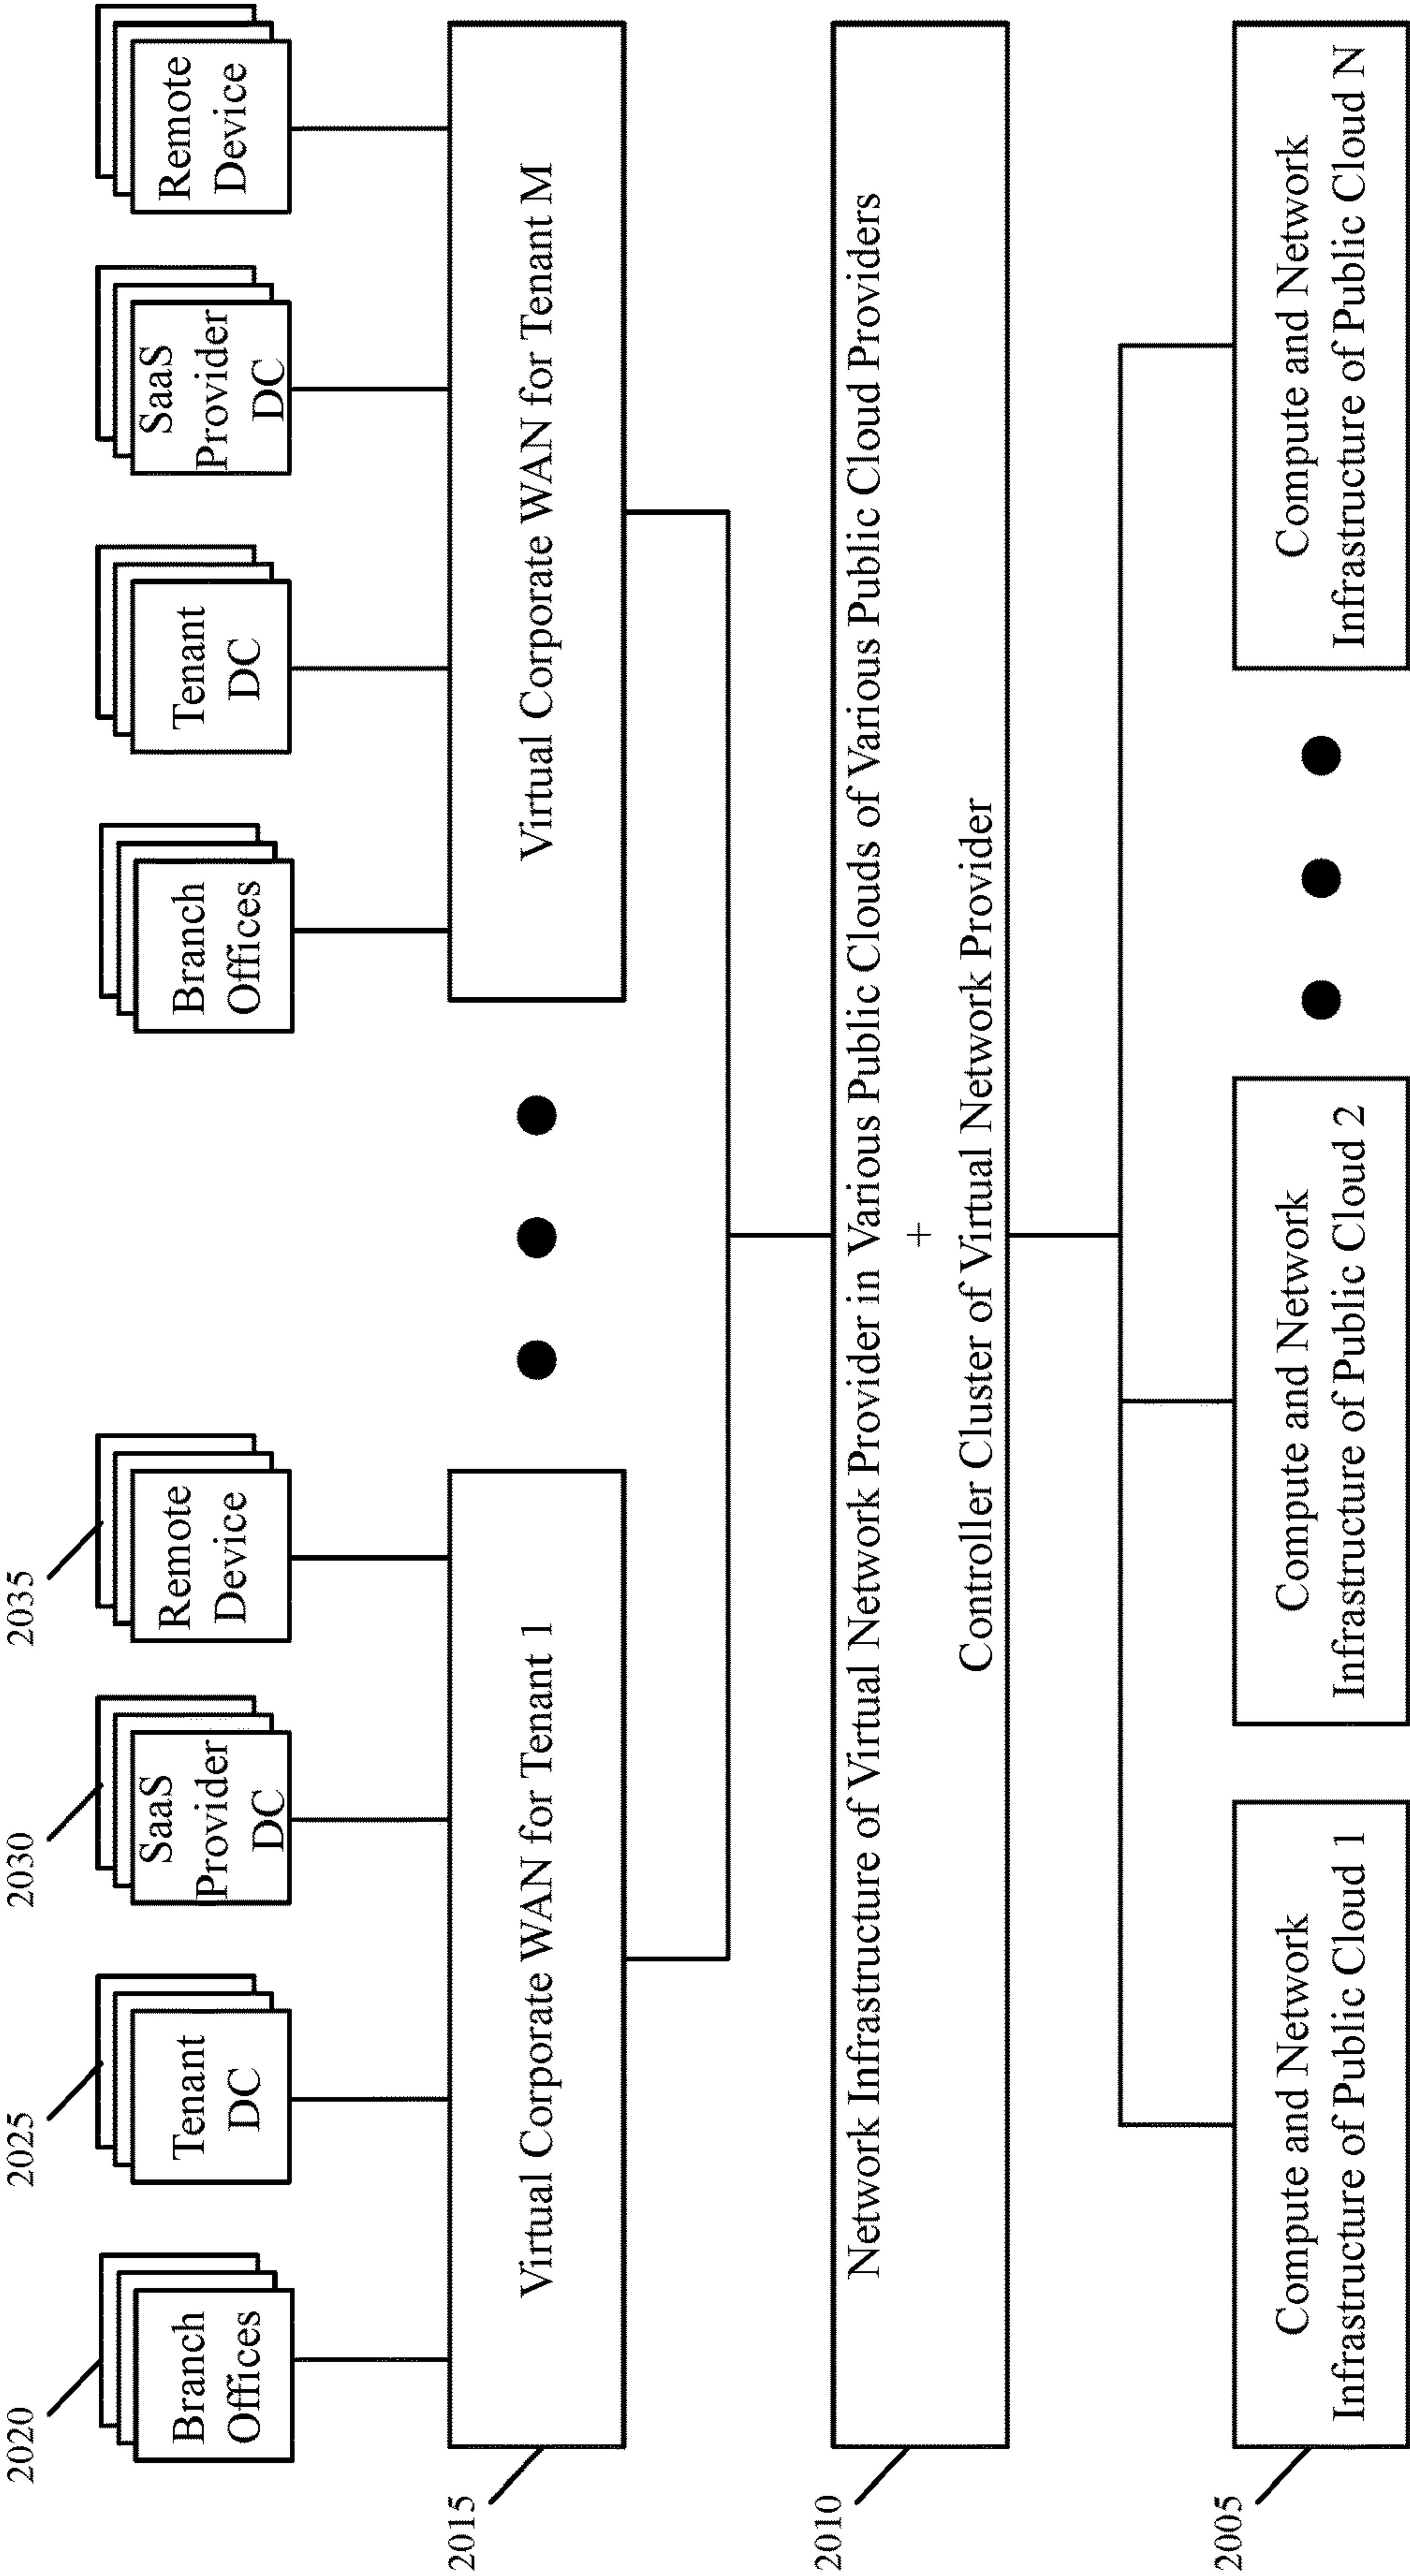 2020
2025
2030
2035
Branch
Offices
Tenant
DC
SaaS
Provider
DC
Remote
Device
Branch
Offices
Tenant
DC
SaaS
Provider
DC
Remote
Device
2015
Virtual Corporate WAN for Tenant 1
Virtual Corporate WAN for Tenant M
2010
Network Infrastructure of Virtual Network Provider in Various Public Clouds of Various Public Cloud Providers
+
Controller Cluster of Virtual Network Provider
2005
Compute and Network
Infrastructure of Public Cloud 1
Compute and Network
Infrastructure of Public Cloud 2
Compute and Network
Infrastructure of Public Cloud N